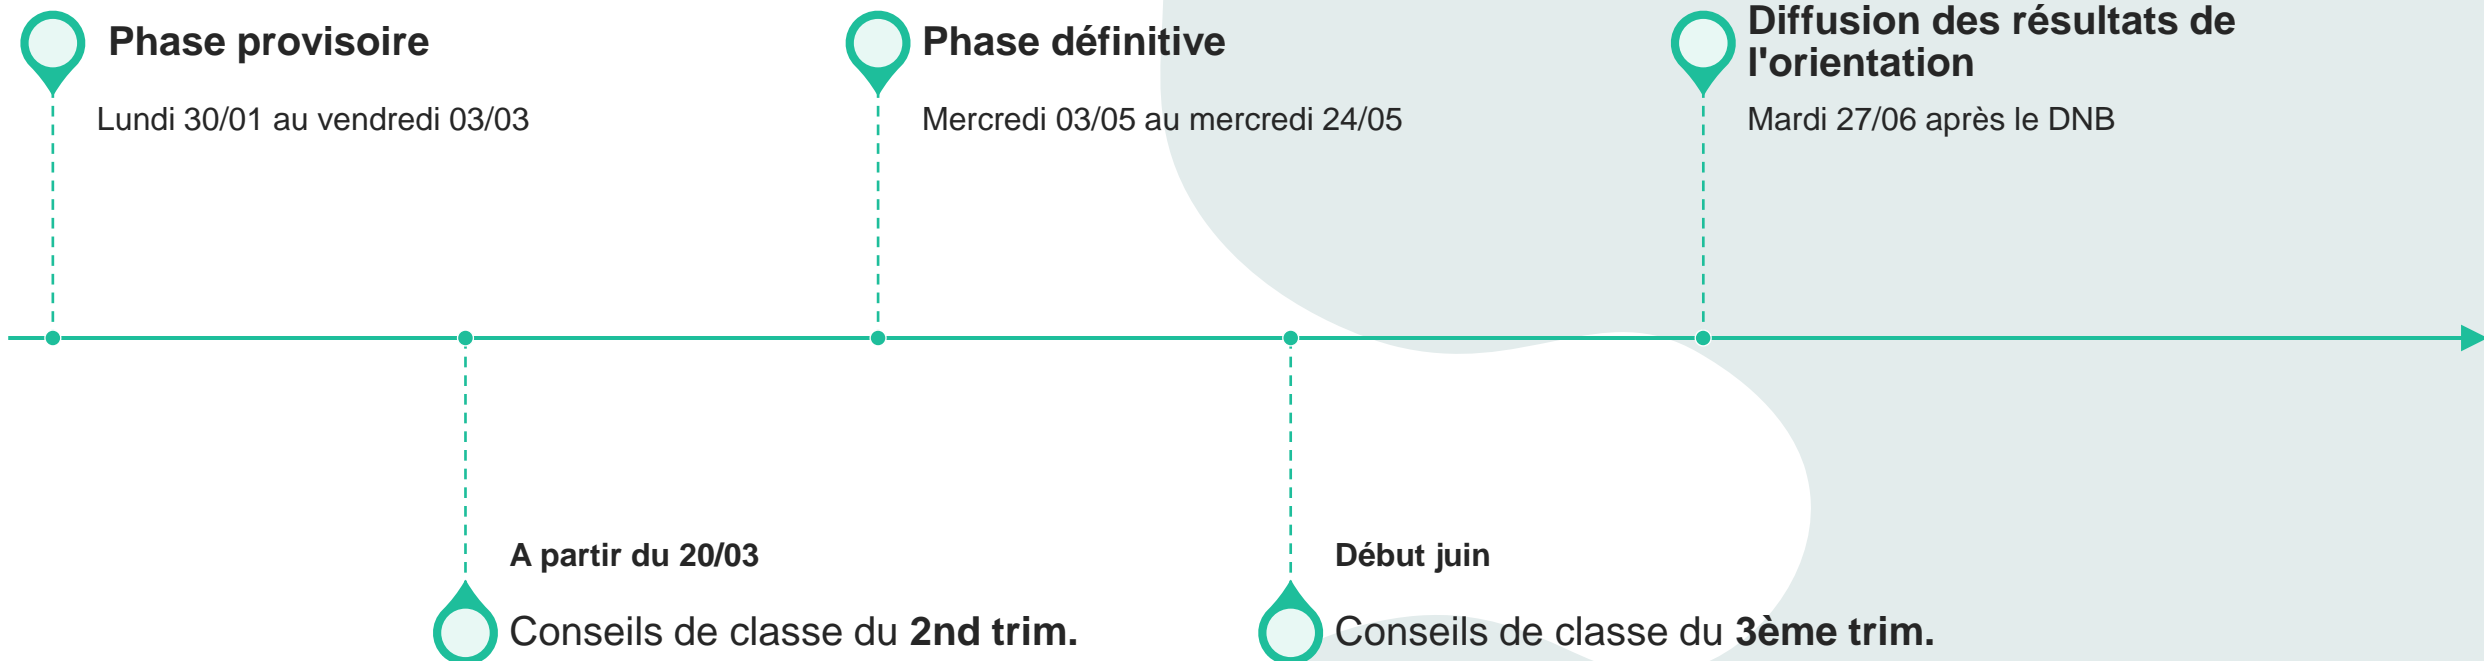 Phase provisoire
Lundi 30/01 au vendredi 03/03
Phase définitive
Mercredi 03/05 au mercredi 24/05
Diffusion des résultats de
l'orientation
Mardi 27/06 après le DNB
A partir du 20/03
Conseils de classe du 2nd trim.
Début juin
Conseils de classe du 3ème trim.